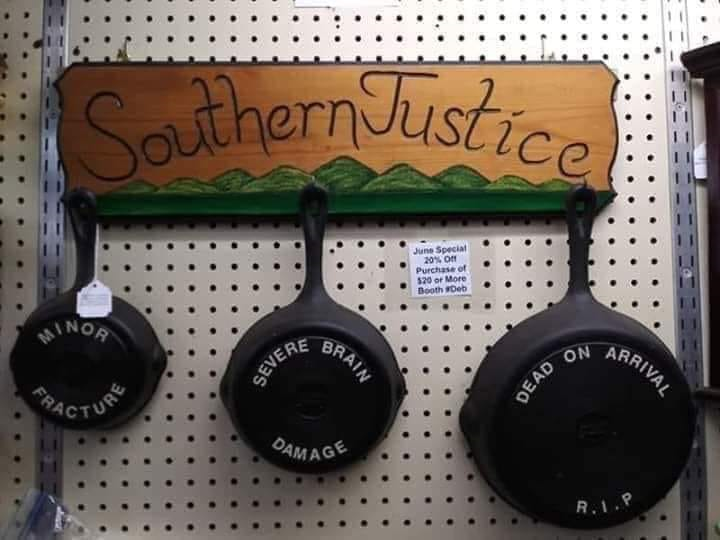 Southern Justice
June Special
20% Off
Purchase of
$20 or More
Booth #Deb
MINOR
FRACTURE
SEVERE BRAIN
DAMAGE
DEAD ON ARRIVAL
R.I.P